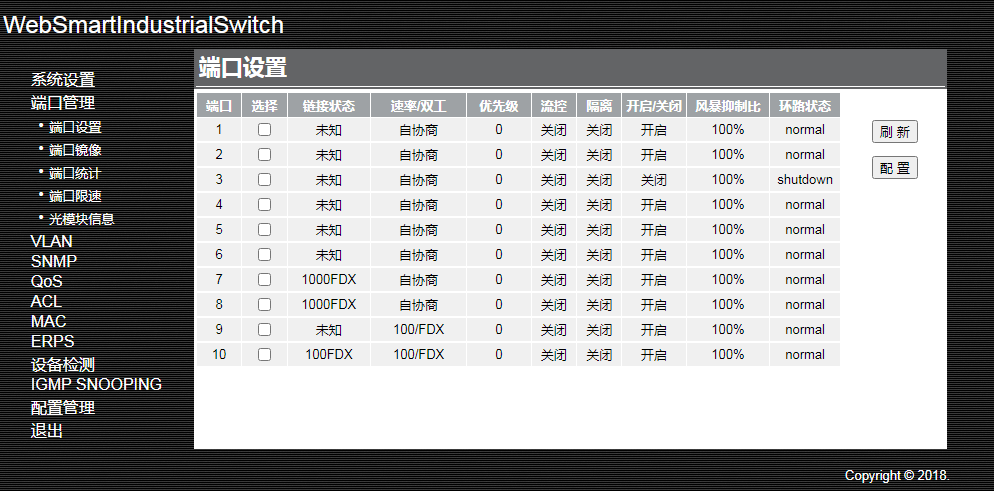 WebSmartIndustrialSwitch
系统设置
端口管理
• 端口设置
• 端口镜像
• 端口统计
• 端口限速
• 光模块信息
VLAN
SNMP
QoS
ACL
MAC
ERPS
设备检测
IGMP SNOOPING
配置管理
退出
端口设置
端口 选择 链接状态 速率/双工 优先级 流控 隔离 开启/关闭 风暴抑制比 环路状态
1 未知 自协商 0 关闭 关闭 开启 100% normal
2 未知 自协商 0 关闭 关闭 开启 100% normal
3 未知 自协商 0 关闭 关闭 关闭 100% shutdown
4 未知 自协商 0 关闭 关闭 开启 100% normal
5 未知 自协商 0 关闭 关闭 开启 100% normal
6 未知 自协商 0 关闭 关闭 开启 100% normal
7 1000FDX 自协商 0 关闭 关闭 开启 100% normal
8 1000FDX 自协商 0 关闭 关闭 开启 100% normal
9 未知 100/FDX 0 关闭 关闭 开启 100% normal
10 100FDX 100/FDX 0 关闭 关闭 开启 100% normal
刷 新
配 置
Copyright © 2018.